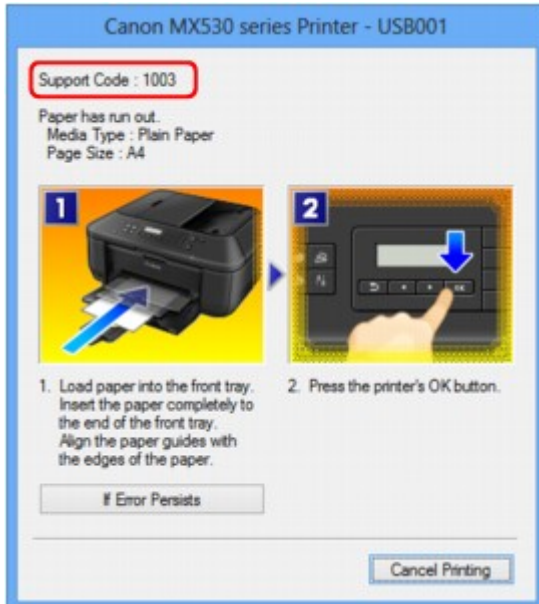 Canon MX530 series Printer - USB001
Support Code : 1003
Paper has run out.
Media Type : Plain Paper
Page Size : A4
1
2
OK
1. Load paper into the front tray.
Insert the paper completely to
the end of the front tray.
Align the paper guides with
the edges of the paper.
2. Press the printer's OK button.
If Error Persists
Cancel Printing